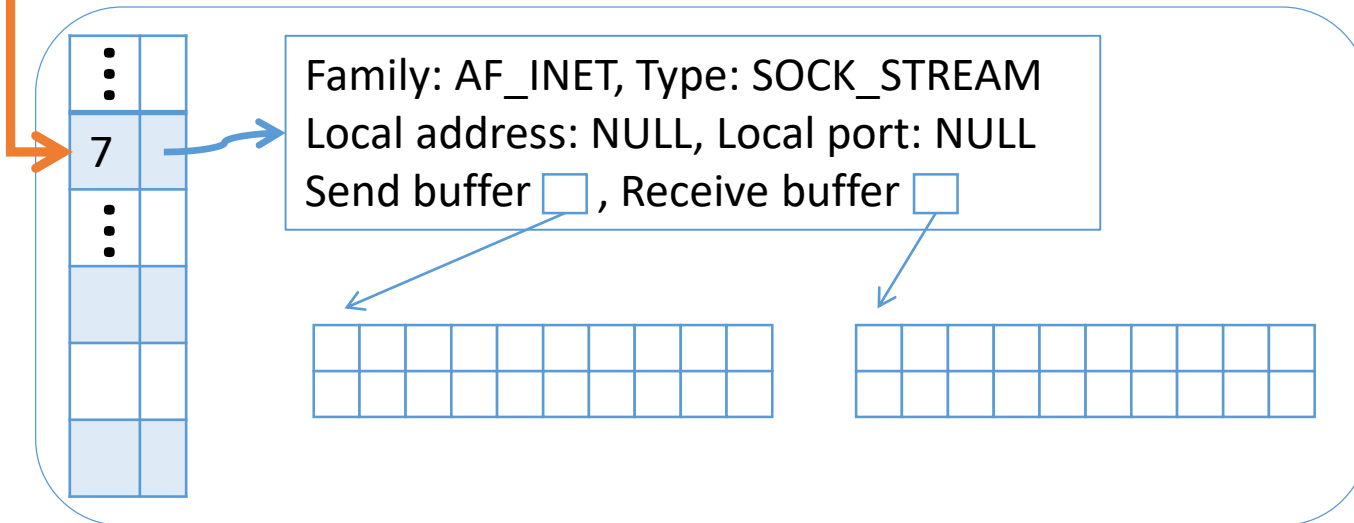 7
Family: AF_INET, Type: SOCK_STREAM
Local address: NULL, Local port: NULL
Send buffer , Receive buffer